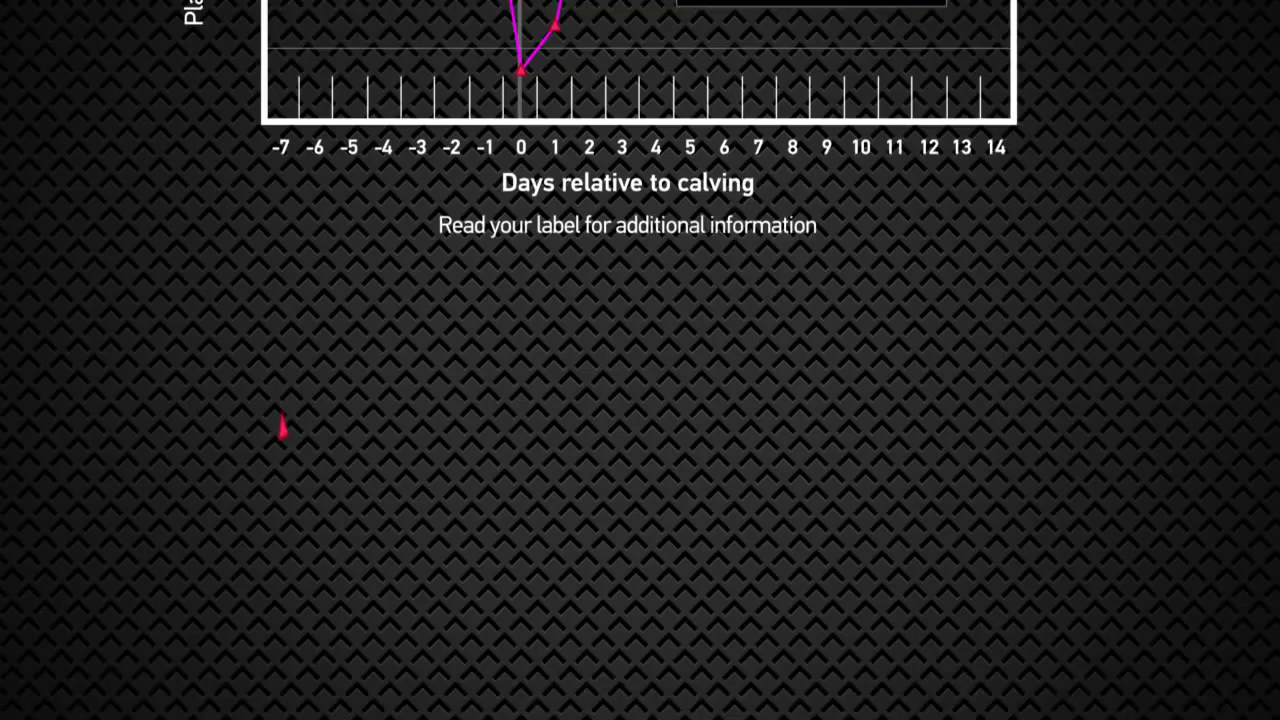 -7 -6 -5 -4 -3 -2 -1 0 1 2 3 4 5 6 7 8 9 10 11 12 13 14
Days relative to calving
Read your label for additional information